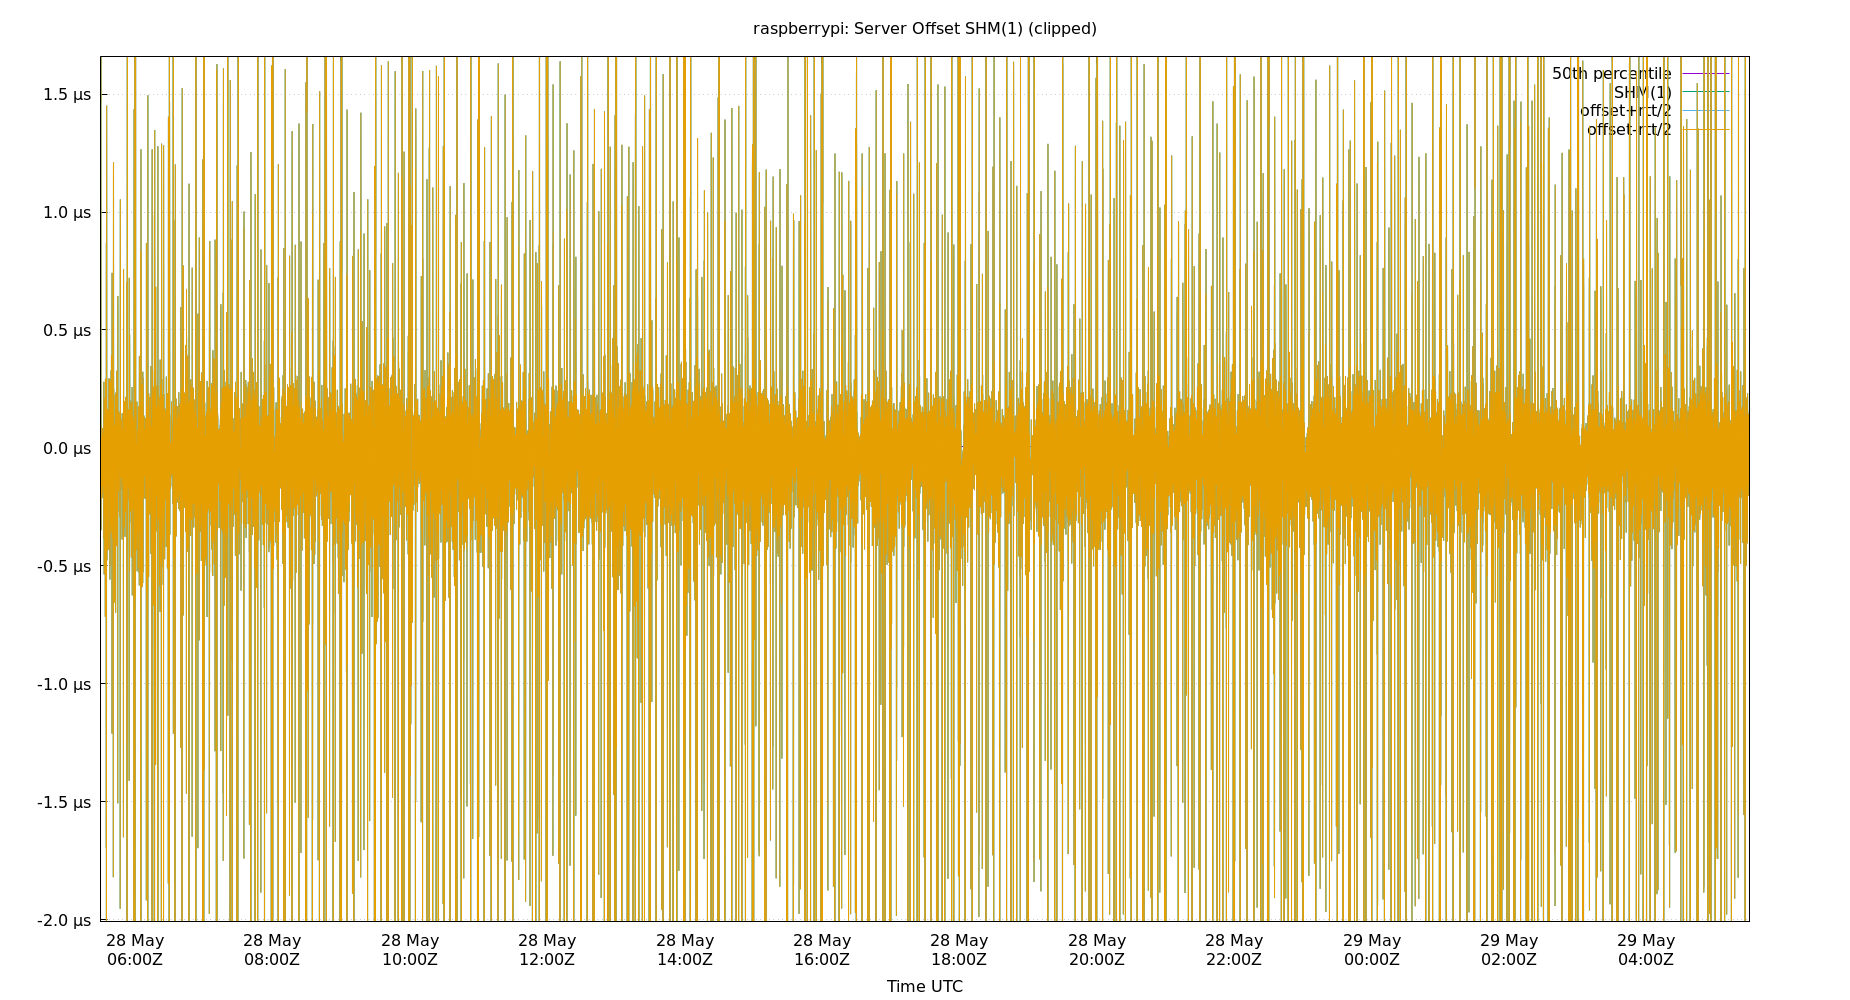 raspberrypi: Server Offset SHM(1) (clipped)
50th percentile
SHM(1)
offset+rtt/2
offset-rtt/2
1.5 µs
1.0 µs
0.5 µs
0.0 µs
-0.5 µs
-1.0 µs
-1.5 µs
-2.0 µs
28 May 28 May 28 May 28 May 28 May 28 May 28 May 28 May 28 May 29 May 29 May 29 May
06:00Z 08:00Z 10:00Z 12:00Z 14:00Z 16:00Z 18:00Z 20:00Z 22:00Z 00:00Z 02:00Z 04:00Z
Time UTC